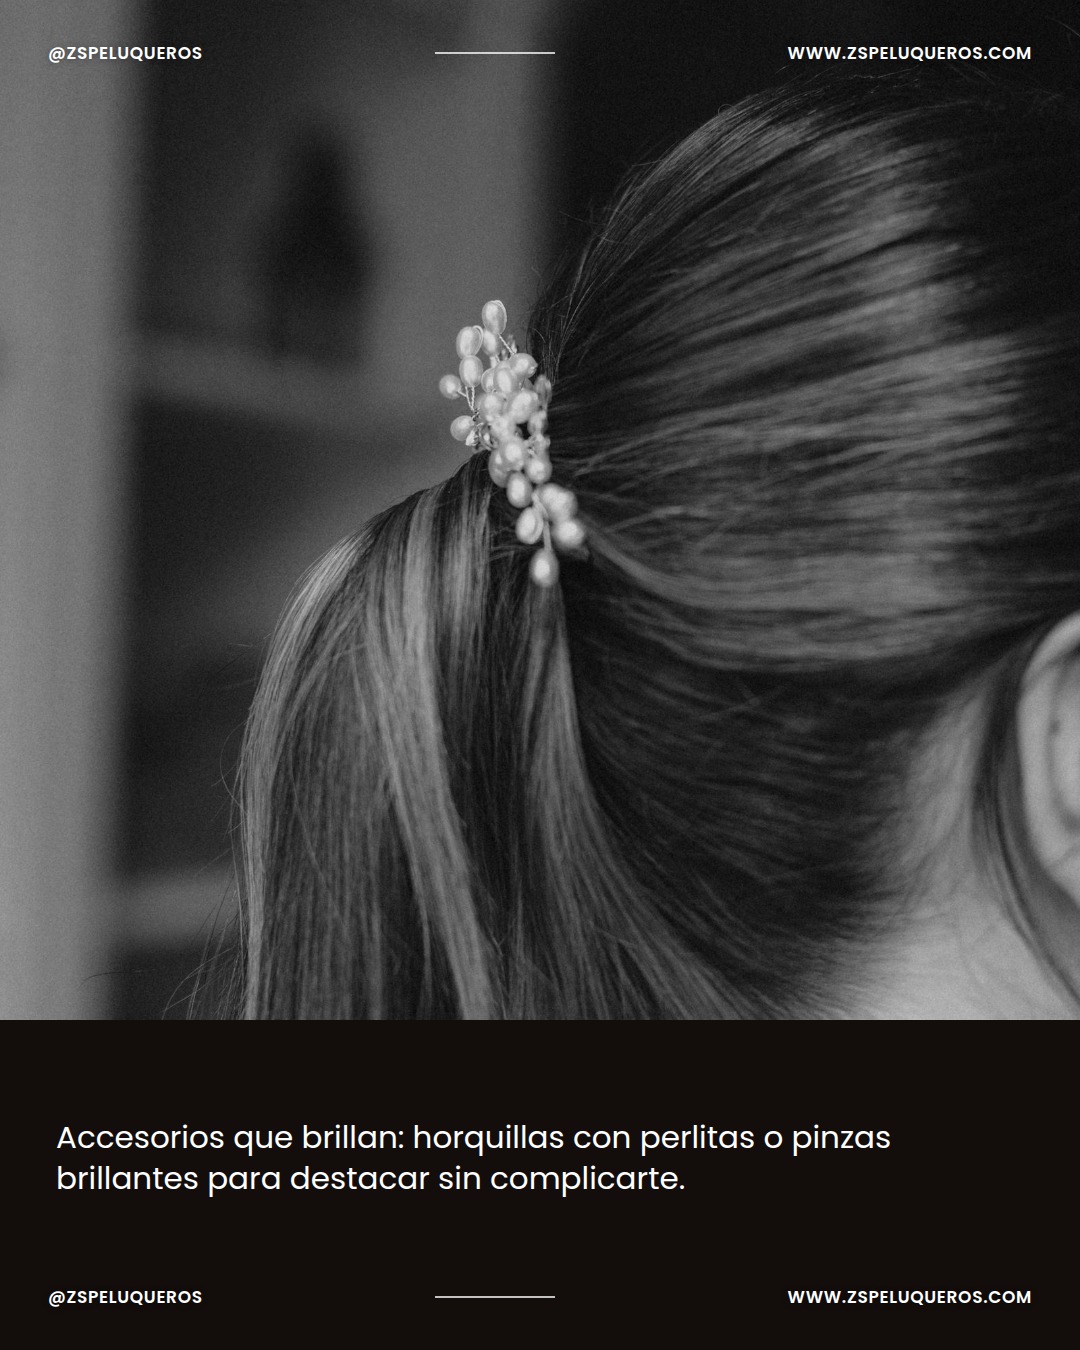 @ZSPELUQUEROS
WWW.ZSPELUQUEROS.COM
Accesorios que brillan: horquillas con perlitas o pinzas
brillantes para destacar sin complicarte.
@ZSPELUQUEROS
WWW.ZSPELUQUEROS.COM